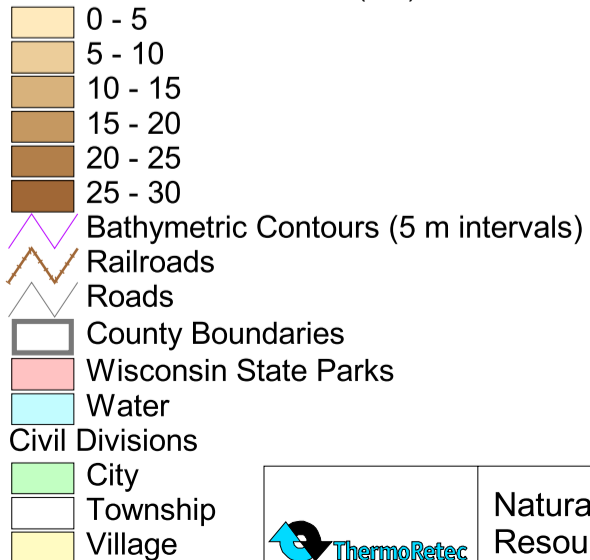 0 - 5
5 - 10
10 - 15
15 - 20
20 - 25
25 - 30
Bathymetric Contours (5 m intervals)
Railroads
Roads
County Boundaries
Wisconsin State Parks
Water
Civil Divisions
City
Township
Village
ThermoRetec
Natura
Resou